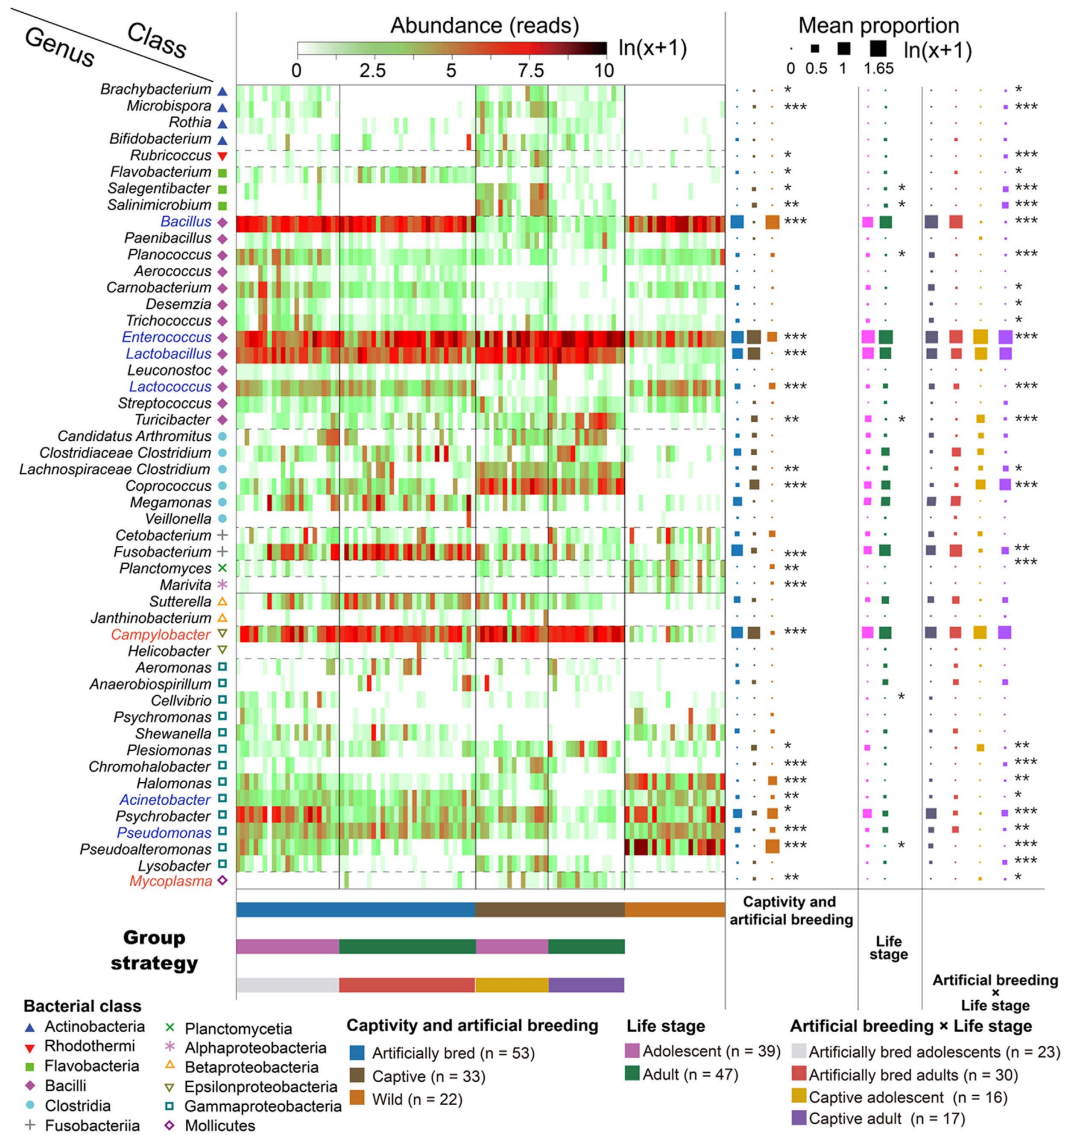 Genus
Class
Abundance (reads)
0 2.5 5 7.5 10 ln(x+1)
Mean proportion
ln(x+1)
0 0.5 1 1.65
Brachybacterium * *
Microbispora *** ***
Rothia
Bifidobacterium
Rubricoccus * ***
Flavobacterium * *
Salegentibacter * * ***
Salinimicrobium ** * ***
Bacillus *** ***
Paenibacillus
Planococcus * ***
Aerococcus
Carnobacterium *
Desemzia *
Trichococcus *
Enterococcus *** ***
Lactobacillus ***
Leuconostoc
Lactococcus *** ***
Streptococcus
Turicibacter ** * ***
Candidatus Arthromitus
Clostridiaceae Clostridium
Lachnospiraceae Clostridium ** *
Coprococcus *** ***
Megamonas
Veillonella
Cetobacterium
Fusobacterium *** **
Planctomyces ** ***
Marivita ***
Sutterella
Janthinobacterium
Campylobacter ***
Helicobacter
Aeromonas
Anaerobiospirillum
Cellvibrio *
Psychromonas
Shewanella
Plesiomonas * **
Chromohalobacter *** ***
Halomonas *** **
Acinetobacter ** *
Psychrobacter * ***
Pseudomonas *** **
Pseudoalteromonas *** * ***
Lysobacter ***
Mycoplasma ** *
Group
strategy
Captivity and
artificial breeding
Life
stage
Artificial breeding
×
Life stage
Bacterial class
Actinobacteria
Rhodothermi
Flavobacteria
Bacilli
Clostridia
Fusobacteriia
Planctomycetia
Alphaproteobacteria
Betaproteobacteria
Epsilonproteobacteria
Gammaproteobacteria
Mollicutes
Captivity and artificial breeding
Artificially bred (n = 53)
Captive (n = 33)
Wild (n = 22)
Life stage
Adolescent (n = 39)
Adult (n = 47)
Artificial breeding × Life stage
Artificially bred adolescents (n = 23)
Artificially bred adults (n = 30)
Captive adolescent (n = 16)
Captive adult (n = 17)